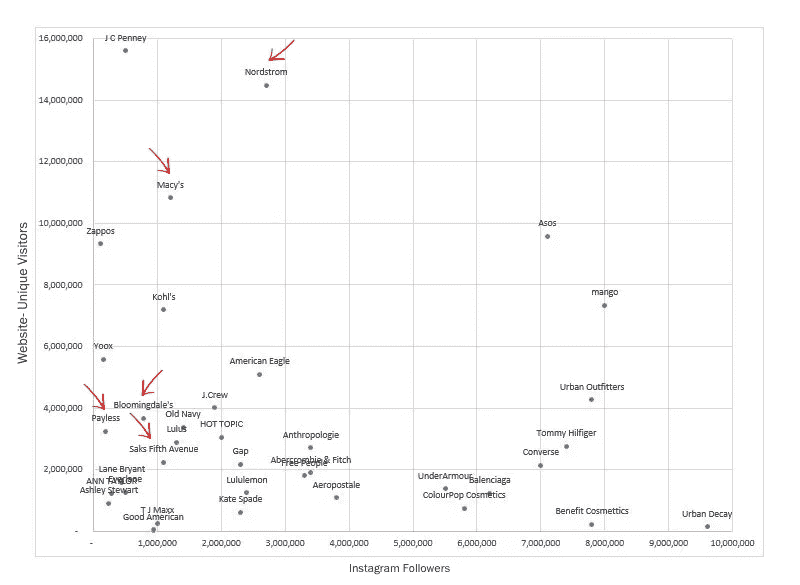 16,000,000
J C Penney
Nordstrom
14,000,000
12,000,000
Macy's
10,000,000
Zappos
Asos
8,000,000
mango
Kohl's
6,000,000
Yoox
American Eagle
Urban Outfitters
J.Crew
4,000,000
Bloomingdale's
Payless
Old Navy
Lulus
HOT TOPIC
Anthropologie
Tommy Hilfiger
Saks Fifth Avenue
Gap
Converse
Abercrombie & Fitch
Free People
2,000,000
Lane Bryant
ANN TAYLOR
Lululemon
UnderArmour
Balenciaga
Ashley Stewart
Aeropostale
Kate Spade
ColourPop Cosmetics
T J Maxx
Good American
Benefit Cosmettics
Urban Decay
-
- 1,000,000 2,000,000 3,000,000 4,000,000 5,000,000 6,000,000 7,000,000 8,000,000 9,000,000 10,000,000
Website- Unique Visitors
Instagram Followers